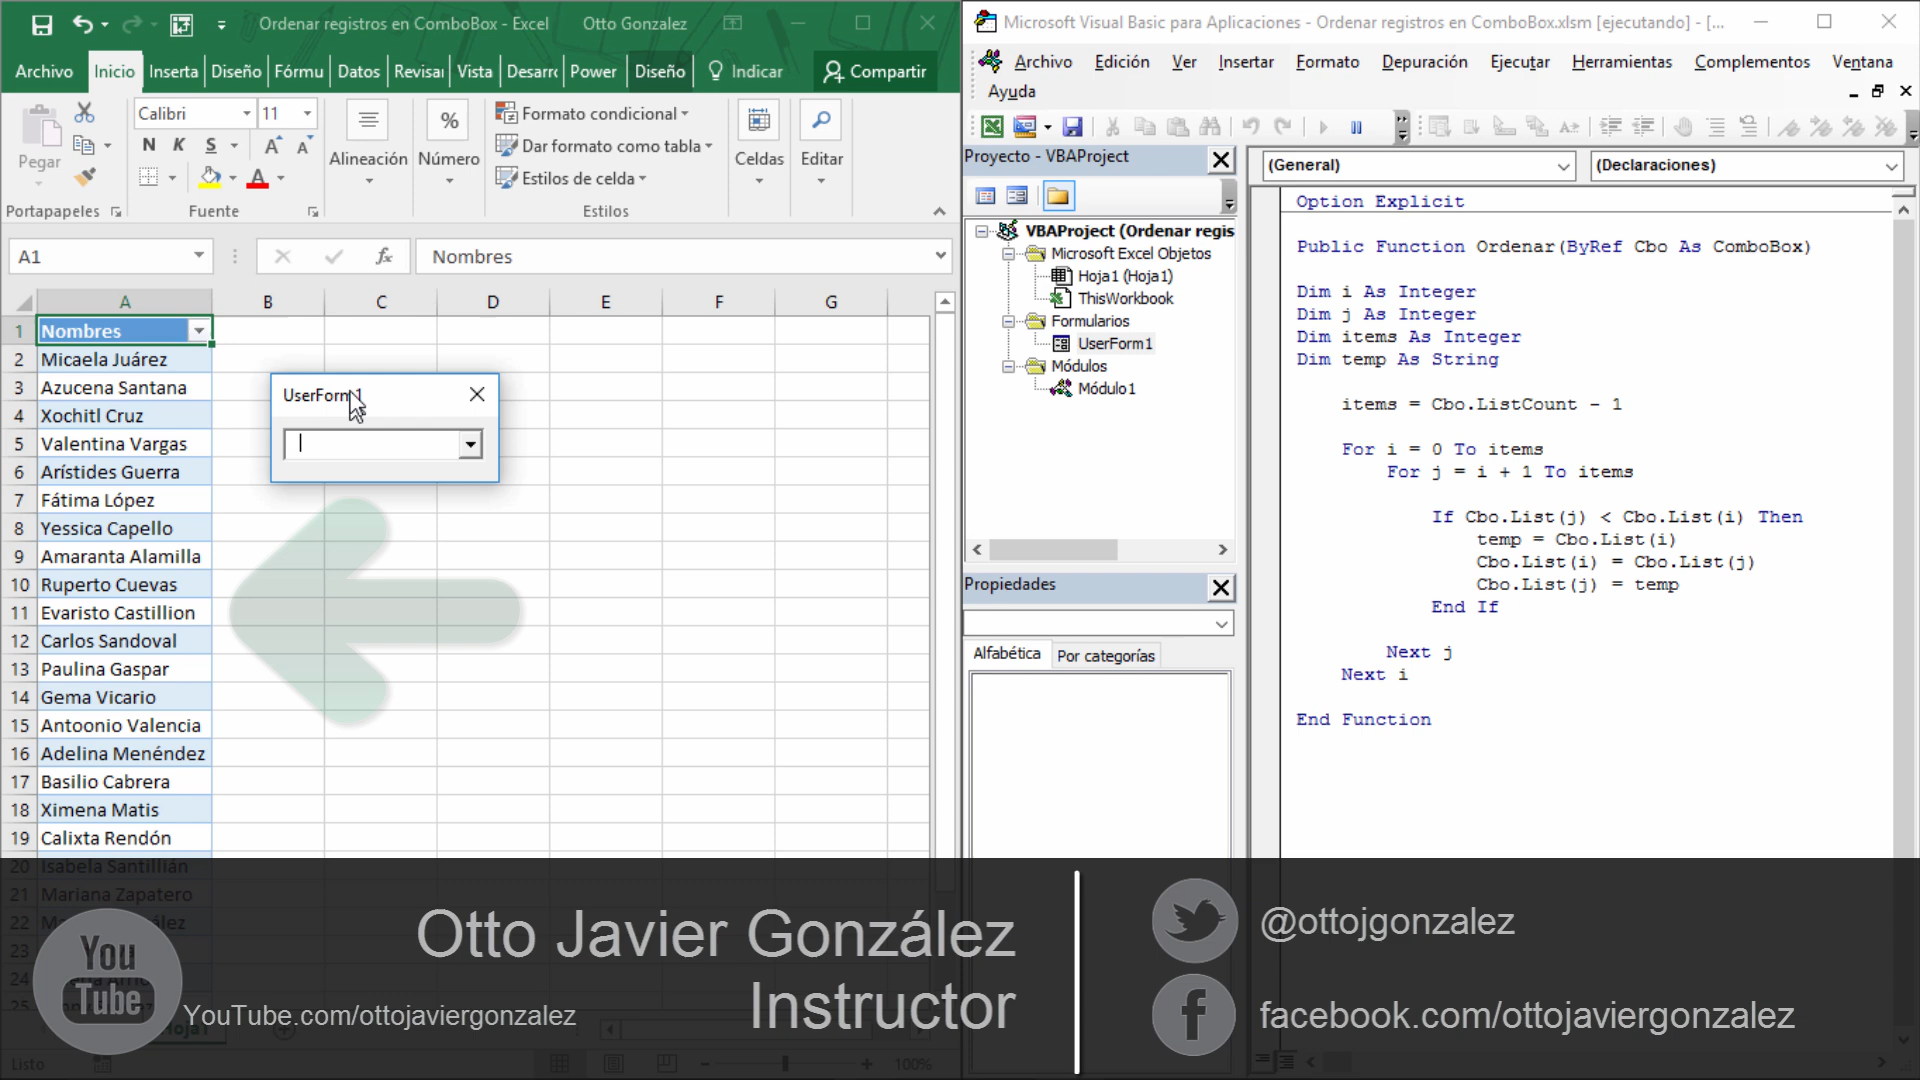 Ordenar registros en ComboBox - Excel
Otto Gonzalez
Archivo
Inicio
Inserta
Diseño
Fórmu
Datos
Revisar
Vista
Desarro
Power
Diseño
Indicar
Compartir
Pegar
Portapapeles
Calibri
11
N K S
A A
A
Fuente
Alineación
%
Número
Formato condicional
Dar formato como tabla
Estilos de celda
Estilos
Celdas
Editar
A1
fx
Nombres
A B C D E F G
1 Nombres
2 Micaela Juárez
3 Azucena Santana
4 Xochitl Cruz
5 Valentina Vargas
6 Arístides Guerra
7 Fátima López
8 Yessica Capello
9 Amaranta Alamilla
10 Ruperto Cuevas
11 Evaristo Castillion
12 Carlos Sandoval
13 Paulina Gaspar
14 Gema Vicario
15 Antoonio Valencia
16 Adelina Menéndez
17 Basilio Cabrera
18 Ximena Matis
19 Calixta Rendón
20 Isabela Santillián
21 Mariana Zapatero
22
23
24
25
Hoja1
Listo
100%
UserForm1
Microsoft Visual Basic para Aplicaciones - Ordenar registros en ComboBox.xlsm [ejecutando] - [...
Archivo Edición Ver Insertar Formato Depuración Ejecutar Herramientas Complementos Ventana
Ayuda
Proyecto - VBAProject
VBAProject (Ordenar regis
Microsoft Excel Objetos
Hoja1 (Hoja1)
ThisWorkbook
Formularios
UserForm1
Módulos
Módulo1
Propiedades
Alfabética
Por categorías
(General)
(Declaraciones)
Option Explicit
Public Function Ordenar(ByRef Cbo As ComboBox)
Dim i As Integer
Dim j As Integer
Dim items As Integer
Dim temp As String
items = Cbo.ListCount - 1
For i = 0 To items
For j = i + 1 To items
If Cbo.List(j) < Cbo.List(i) Then
temp = Cbo.List(i)
Cbo.List(i) = Cbo.List(j)
Cbo.List(j) = temp
End If
Next j
Next i
End Function
You
Tube
YouTube.com/ottojaviergonzalez
Otto Javier González
Instructor
@ottojgonzalez
f
facebook.com/ottojaviergonzalez